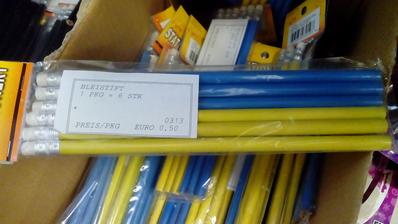 BLEISTIFT
1 PKG = 6 STK
0313
PREIS/PKG EURO 0,50